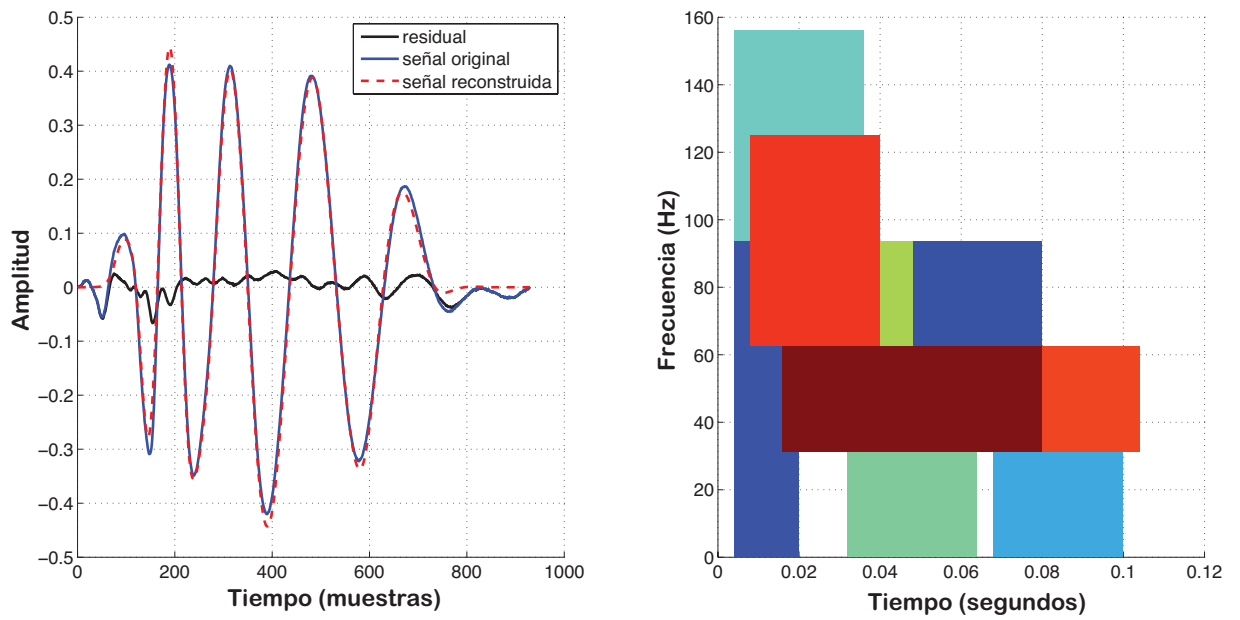 0.5
0.4
0.3
0.2
0.1
0
−0.1
−0.2
−0.3
−0.4
−0.5
Amplitud
0 200 400 600 800 1000
Tiempo (muestras)
residual
señal original
señal reconstruida
160
140
120
100
80
60
40
20
0
Frecuencia (Hz)
0 0.02 0.04 0.06 0.08 0.1 0.12
Tiempo (segundos)